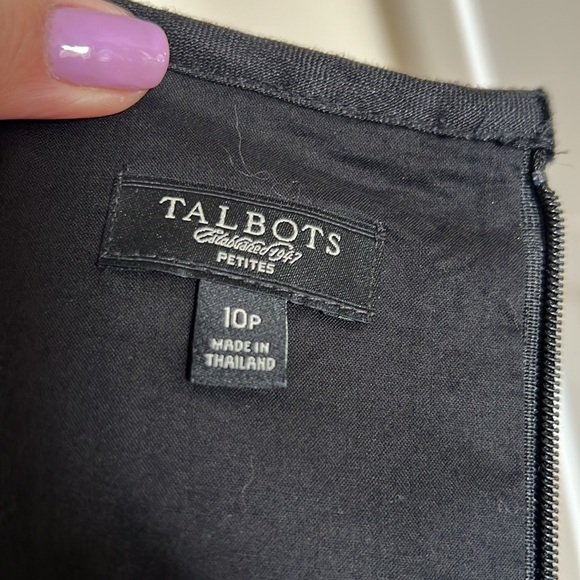 TALBOTS
Established 1947
PETITES
10P
MADE IN
THAILAND